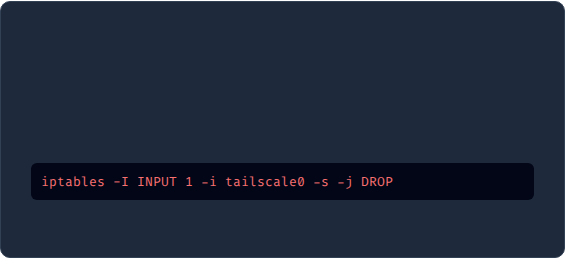 iptables -I INPUT 1 -i tailscale0 -s -j DROP